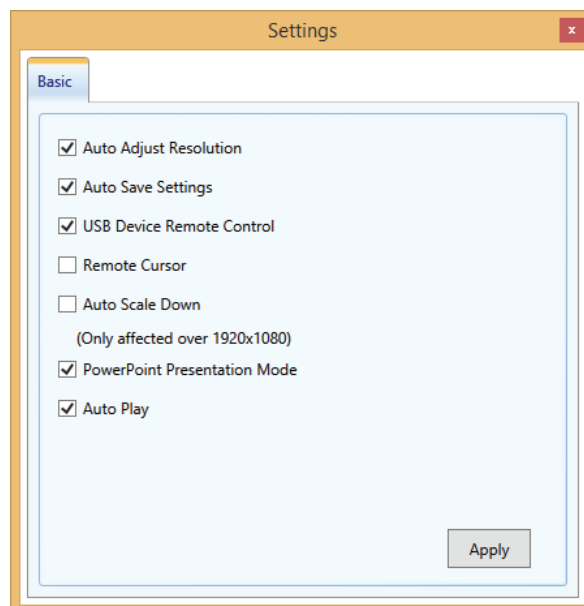 Settings
x
Basic
Auto Adjust Resolution
Auto Save Settings
USB Device Remote Control
Remote Cursor
Auto Scale Down
(Only affected over 1920x1080)
PowerPoint Presentation Mode
Auto Play
Apply